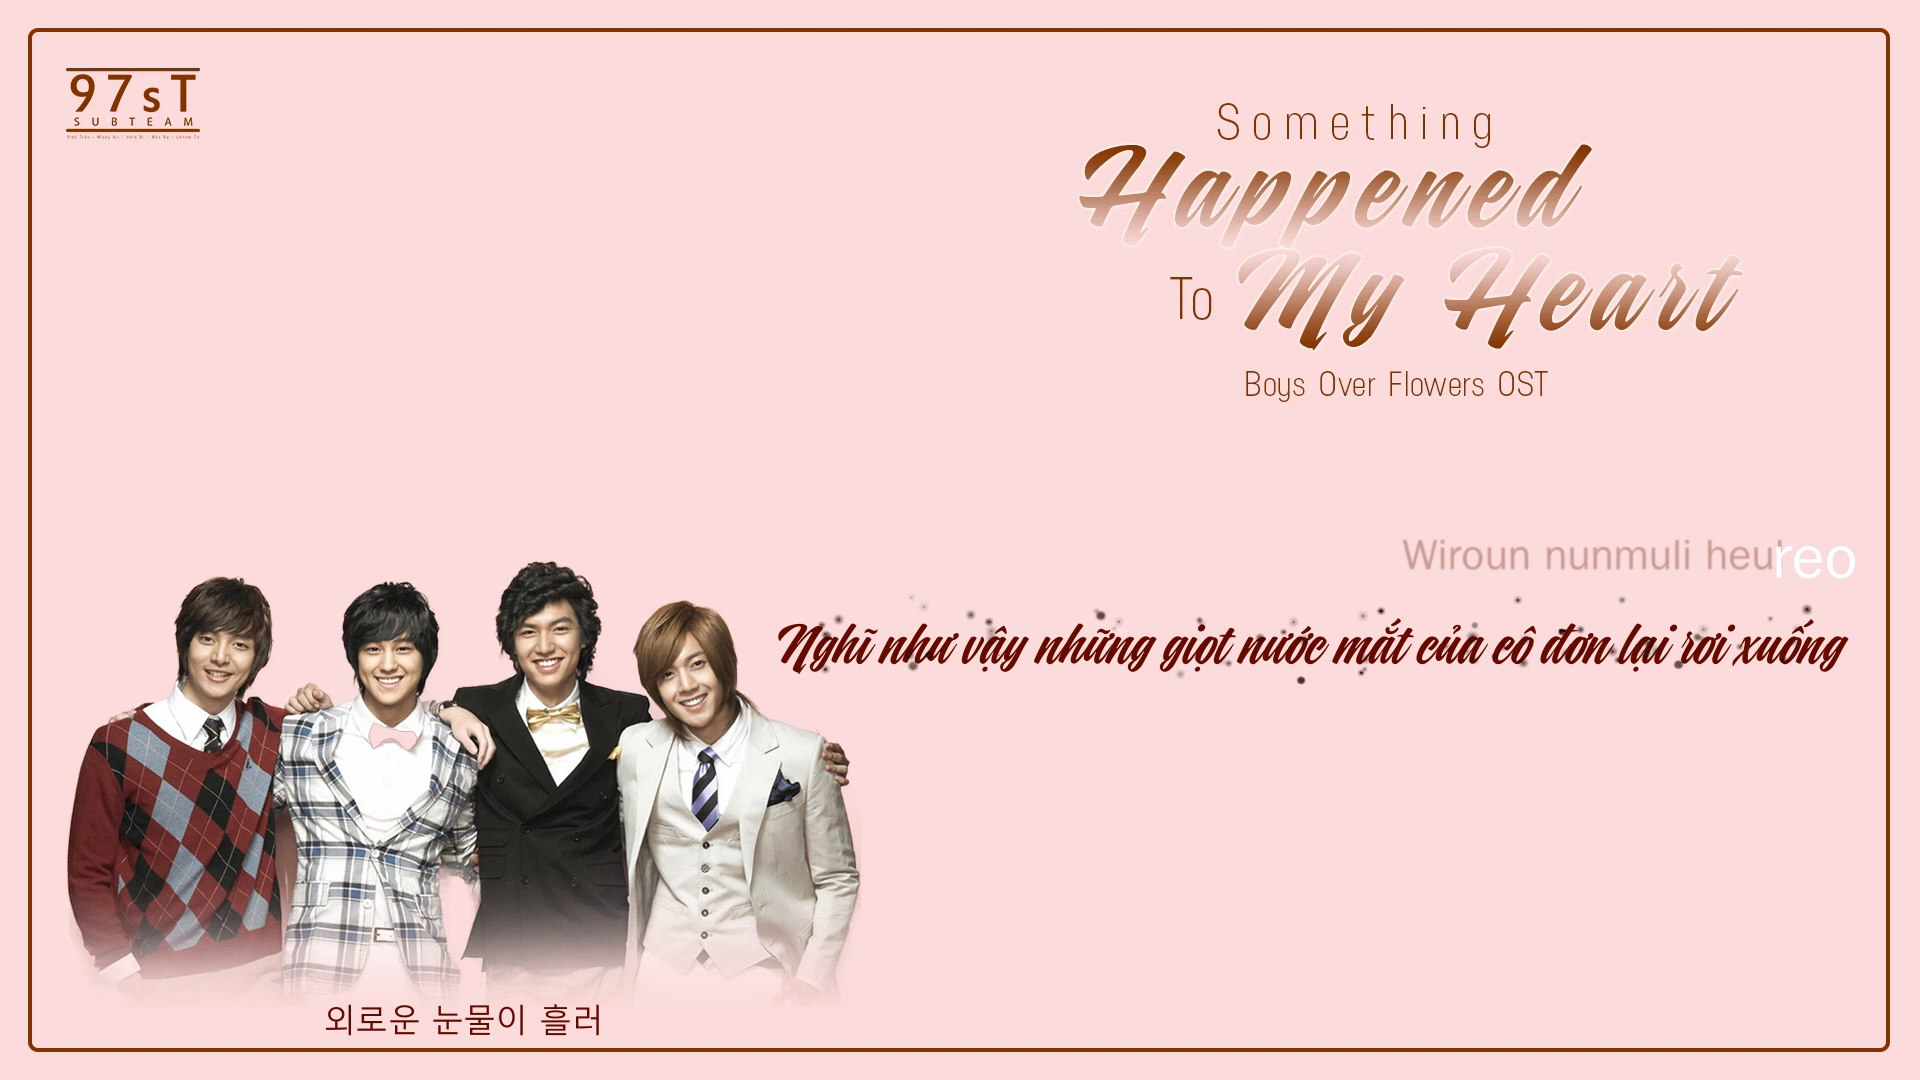 97sT
SUBTEAM
Something
Happened
To My Heart
Boys Over Flowers OST
Wiroun nunmuli heulreo
Nghĩ như vậy những giọt nước mắt của cô đơn lại rơi xuống
외로운 눈물이 흘러